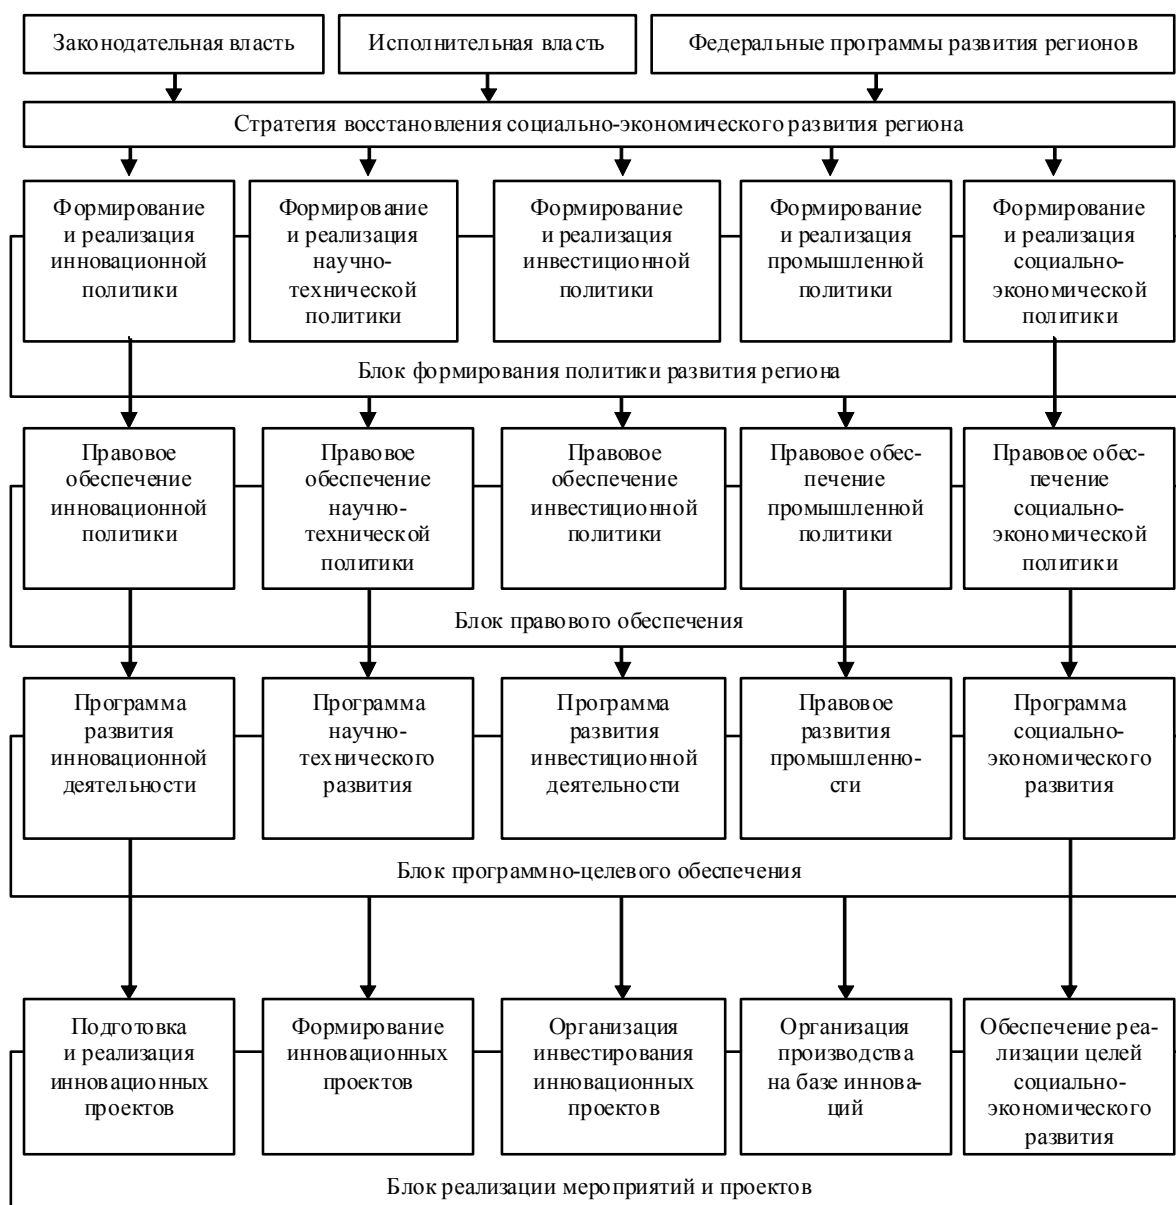 Законодательная власть
Исполнительная власть
Федеральные программы развития регионов
Стратегия восстановления социально-экономического развития региона
Формирование
и реализация
инновационной
политики
Формирование
и реализация
научно-
технической
политики
Формирование
и реализация
инвестиционной
политики
Формирование
и реализация
промышленной
политики
Формирование
и реализация
социально-
экономической
политики
Блок формирования политики развития региона
Правовое
обеспечение
инновационной
политики
Правовое
обеспечение
научно-
технической
политики
Правовое
обеспечение
инвестиционной
политики
Правовое обес-
печение
промышленной
политики
Правовое обес-
печение
социально-
экономической
политики
Блок правового обеспечения
Программа
развития
инновационной
деятельности
Программа
научно-
технического
развития
Программа
развития
инвестиционной
деятельности
Правовое
развития
промышленно-
сти
Программа
социально-
экономического
развития
Блок программно-целевого обеспечения
Подготовка
и реализация
инновационных
проектов
Формирование
инновационных
проектов
Организация
инвестирования
инновационных
проектов
Организация
производства
на базе иннова-
ций
Обеспечение реа-
лизации целей
социально-
экономического
развития
Блок реализации мероприятий и проектов